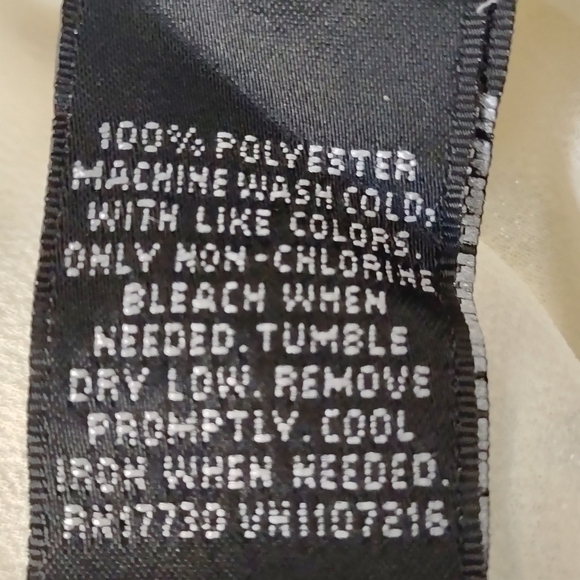 100% POLYESTER
MACHINE WASH COLD,
WITH LIKE COLORS.
ONLY NON-CHLORINE
BLEACH WHEN
NEEDED. TUMBLE
DRY LOW. REMOVE
PROMPTLY. COOL
IRON WHEN NEEDED.
RN17730 VN1107216